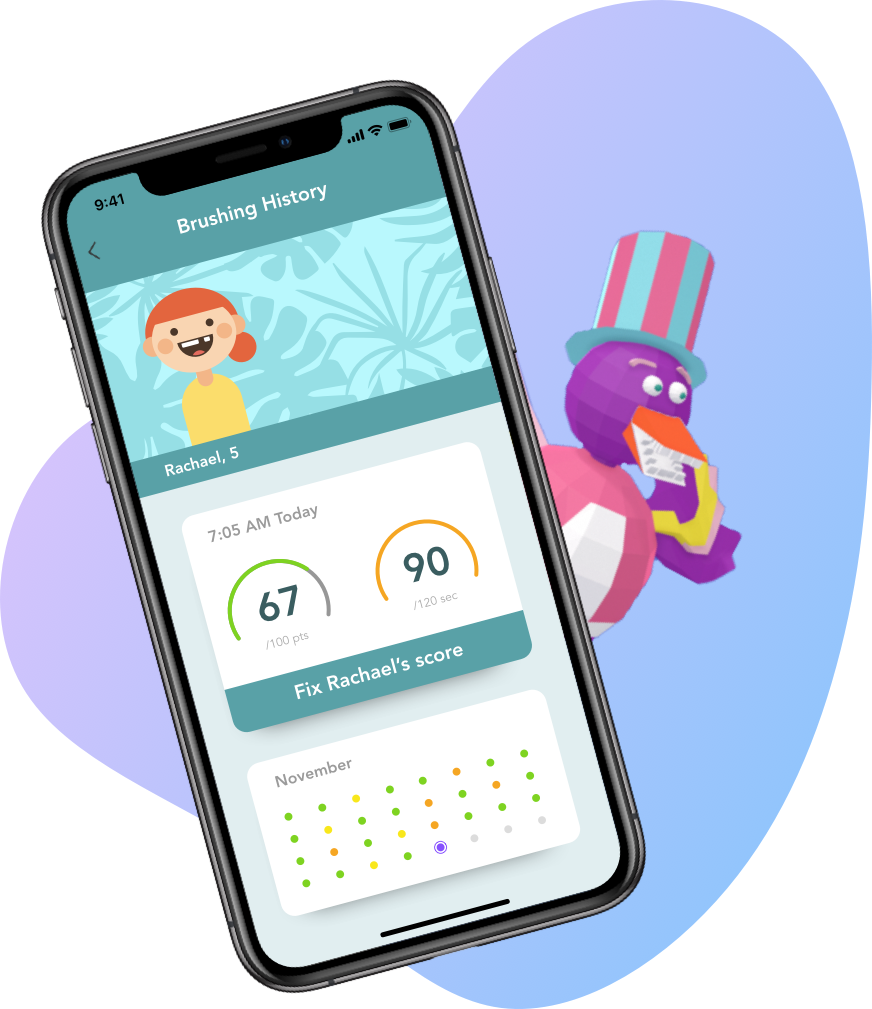 9:41
Brushing History
Rachael, 5
7:05 AM Today
67
/100 pts
90
/120 sec
Fix Rachael's score
November